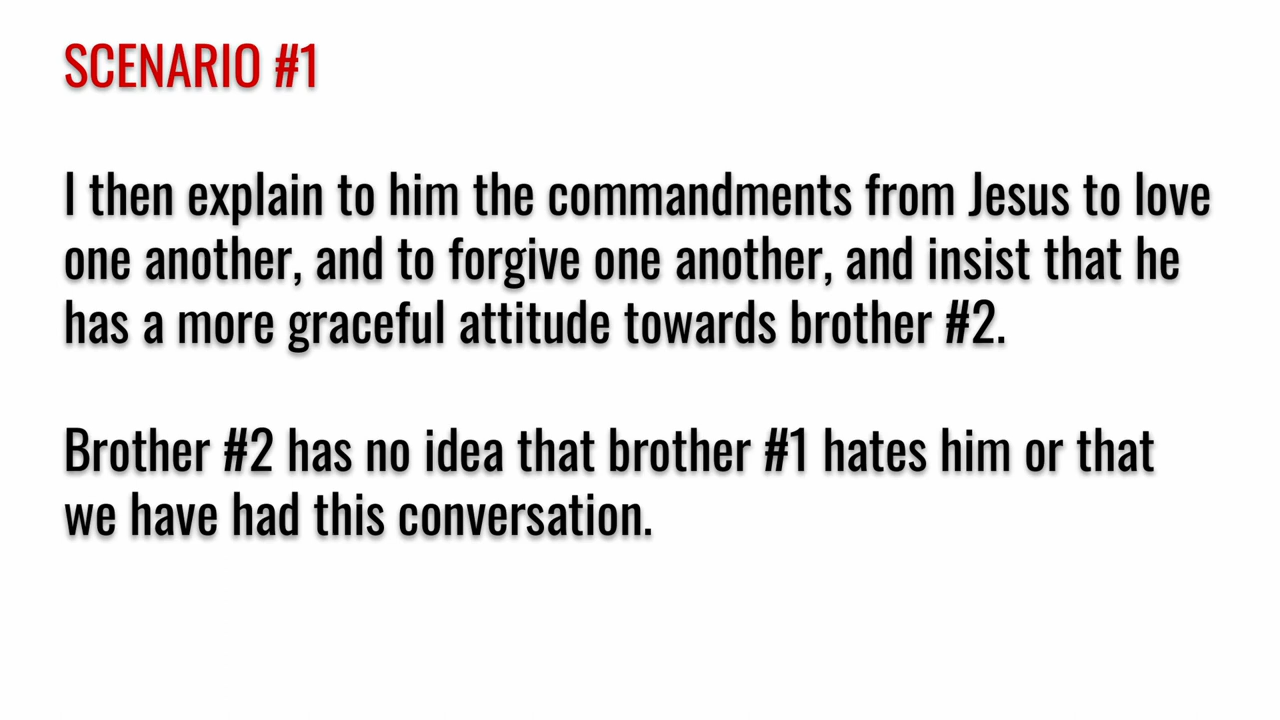 SCENARIO #1
I then explain to him the commandments from Jesus to love
one another, and to forgive one another, and insist that he
has a more graceful attitude towards brother #2.
Brother #2 has no idea that brother #1 hates him or that
we have had this conversation.